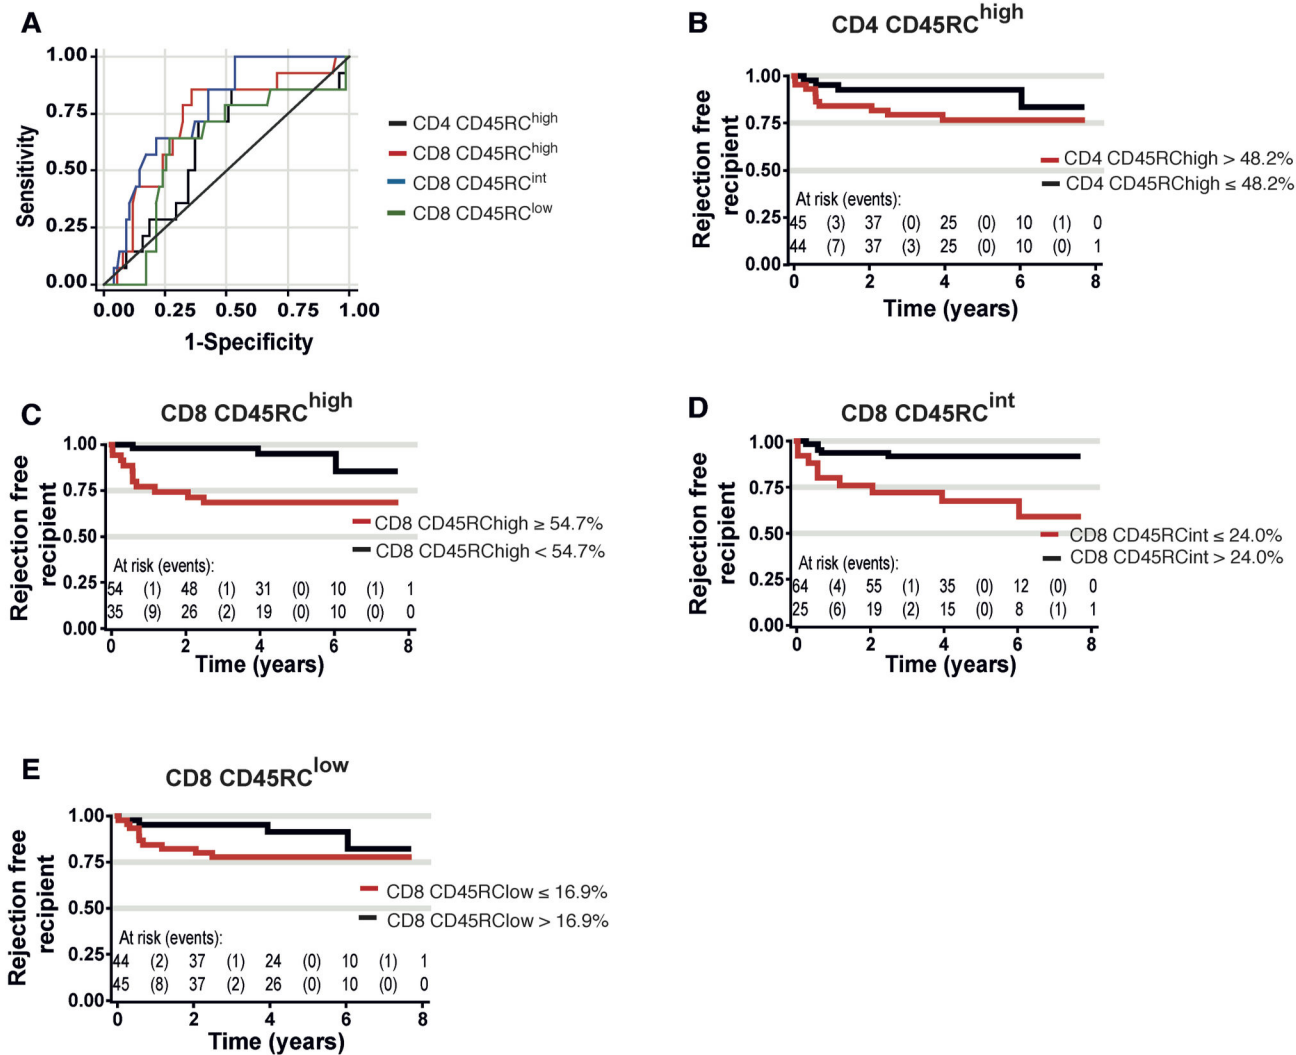 A
1.00
0.75
0.50
0.25
0.00
Sensitivity
0.00 0.25 0.50 0.75 1.00
1-Specificity
CD4 CD45RChigh
CD8 CD45RChigh
CD8 CD45RCint
CD8 CD45RClow
B
CD4 CD45RChigh
Rejection free
recipient
1.00
0.75
0.50
0.25
0.00
CD4 CD45RChigh > 48.2%
CD4 CD45RChigh ≤ 48.2%
At risk (events):
45 (3) 37 (0) 25 (0) 10 (1) 0
44 (7) 37 (3) 25 (0) 10 (0) 1
0 2 4 6 8
Time (years)
C
CD8 CD45RChigh
Rejection free
recipient
1.00
0.75
0.50
0.25
0.00
CD8 CD45RChigh ≥ 54.7%
CD8 CD45RChigh < 54.7%
At risk (events):
54 (1) 48 (1) 31 (0) 10 (1) 1
35 (9) 26 (2) 19 (0) 10 (0) 0
0 2 4 6 8
Time (years)
D
CD8 CD45RCint
Rejection free
recipient
1.00
0.75
0.50
0.25
0.00
CD8 CD45RCint ≤ 24.0%
CD8 CD45RCint > 24.0%
At risk (events):
64 (4) 55 (1) 35 (0) 12 (0) 0
25 (6) 19 (2) 15 (0) 8 (1) 1
0 2 4 6 8
Time (years)
E
CD8 CD45RClow
Rejection free
recipient
1.00
0.75
0.50
0.25
0.00
CD8 CD45RClow ≤ 16.9%
CD8 CD45RClow > 16.9%
At risk (events):
44 (2) 37 (1) 24 (0) 10 (1) 1
45 (8) 37 (2) 26 (0) 10 (0) 0
0 2 4 6 8
Time (years)